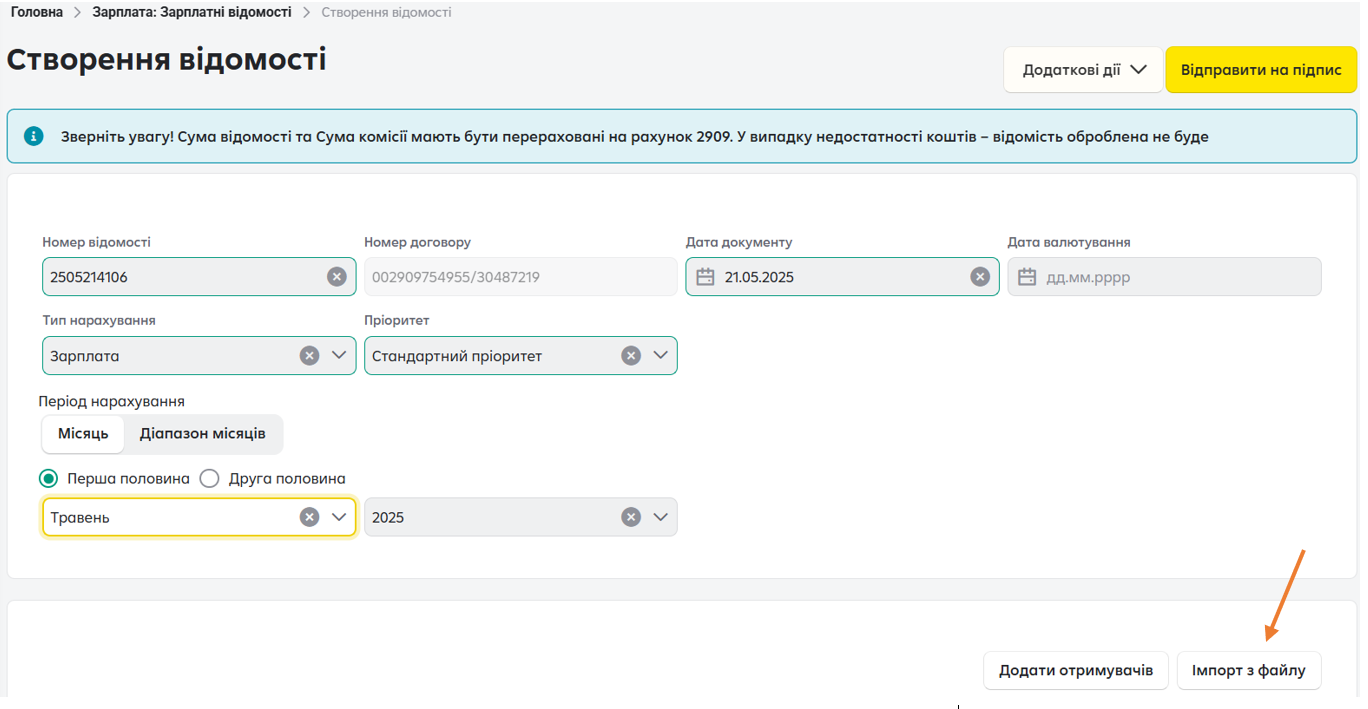 Головна > Зарплата: Зарплатні відомості > Створення відомості
Створення відомості
Додаткові дії
Відправити на підпис
Зверніть увагу! Сума відомості та Сума комісії мають бути перераховані на рахунок 2909. У випадку недостатності коштів – відомість оброблена не буде
Номер відомості Номер договору Дата документу Дата валютування
2505214106 002909754955/30487219 21.05.2025 дд.мм.рррр
Тип нарахування Пріоритет
Зарплата Стандартний пріоритет
Період нарахування
Місяць Діапазон місяців
Перша половина Друга половина
Травень 2025
Додати отримувачів Імпорт з файлу